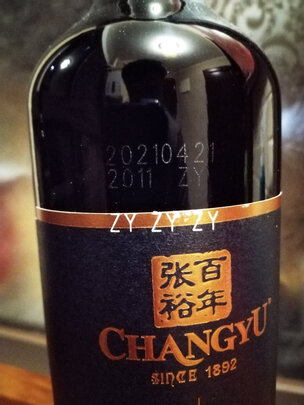 20210421
2011 ZY
ZY ZY ZY
百年
张裕
CHANGYU
SINCE 1892